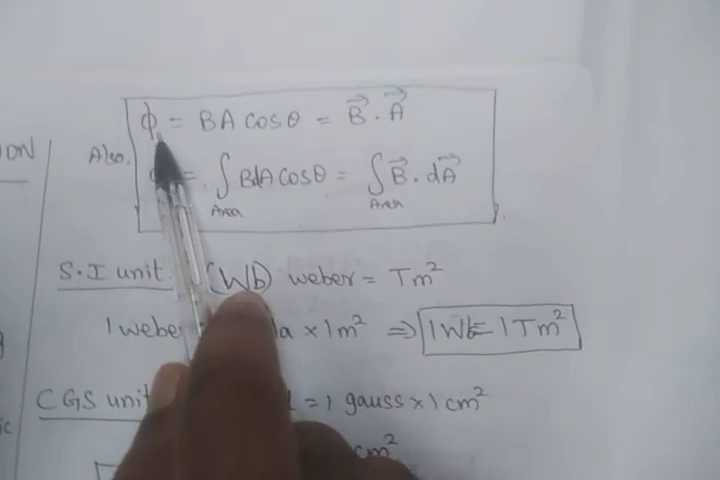 ϕ = BA cosθ = B⃗ . A⃗
Also,
= ∫ BdA cosθ = ∫ B⃗ . dA⃗
Area Area
S.I unit (Wb) weber = Tm²
1 weber × 1m² ⇒ 1Wb = 1Tm²
CGS unit = 1 gauss × 1 cm²
cm²